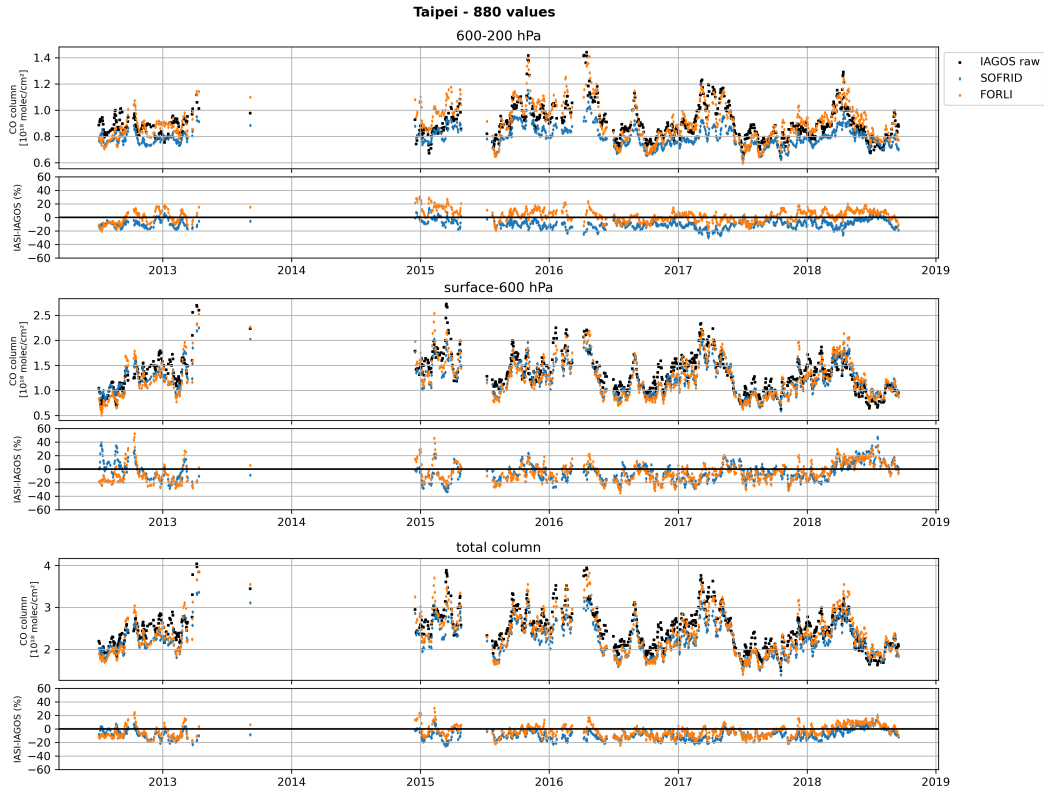 Taipei - 880 values
600-200 hPa
IAGOS raw
SOFRID
FORLI
CO column
[10¹⁸ molec/cm²]
1.4
1.2
1.0
0.8
0.6
IASI-IAGOS (%)
60
40
20
0
−20
−40
−60
2013 2014 2015 2016 2017 2018 2019
surface-600 hPa
CO column
[10¹⁸ molec/cm²]
2.5
2.0
1.5
1.0
0.5
IASI-IAGOS (%)
60
40
20
0
−20
−40
−60
2013 2014 2015 2016 2017 2018 2019
total column
CO column
[10¹⁸ molec/cm²]
4
3
2
IASI-IAGOS (%)
60
40
20
0
−20
−40
−60
2013 2014 2015 2016 2017 2018 2019